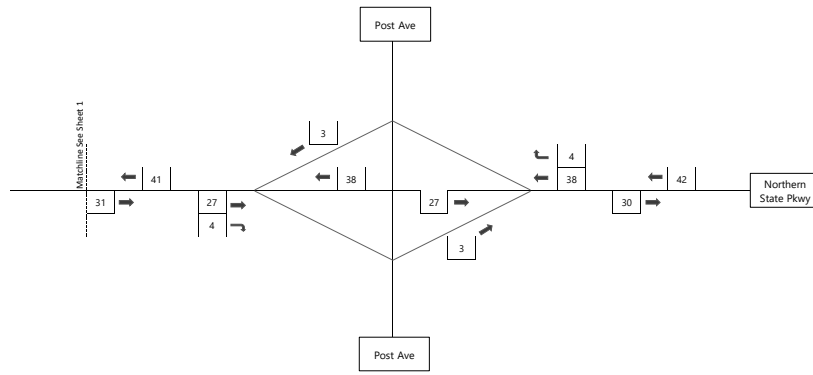 Post Ave
Matchline See Sheet 1
3
4
41
38
38
42
Northern
State Pkwy
31
27
27
30
4
3
Post Ave